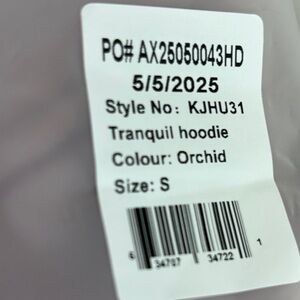 PO# AX25050043HD
5/5/2025
Style No: KJHU31
Tranquil hoodie
Colour: Orchid
Size: S
6 34707 34722 1